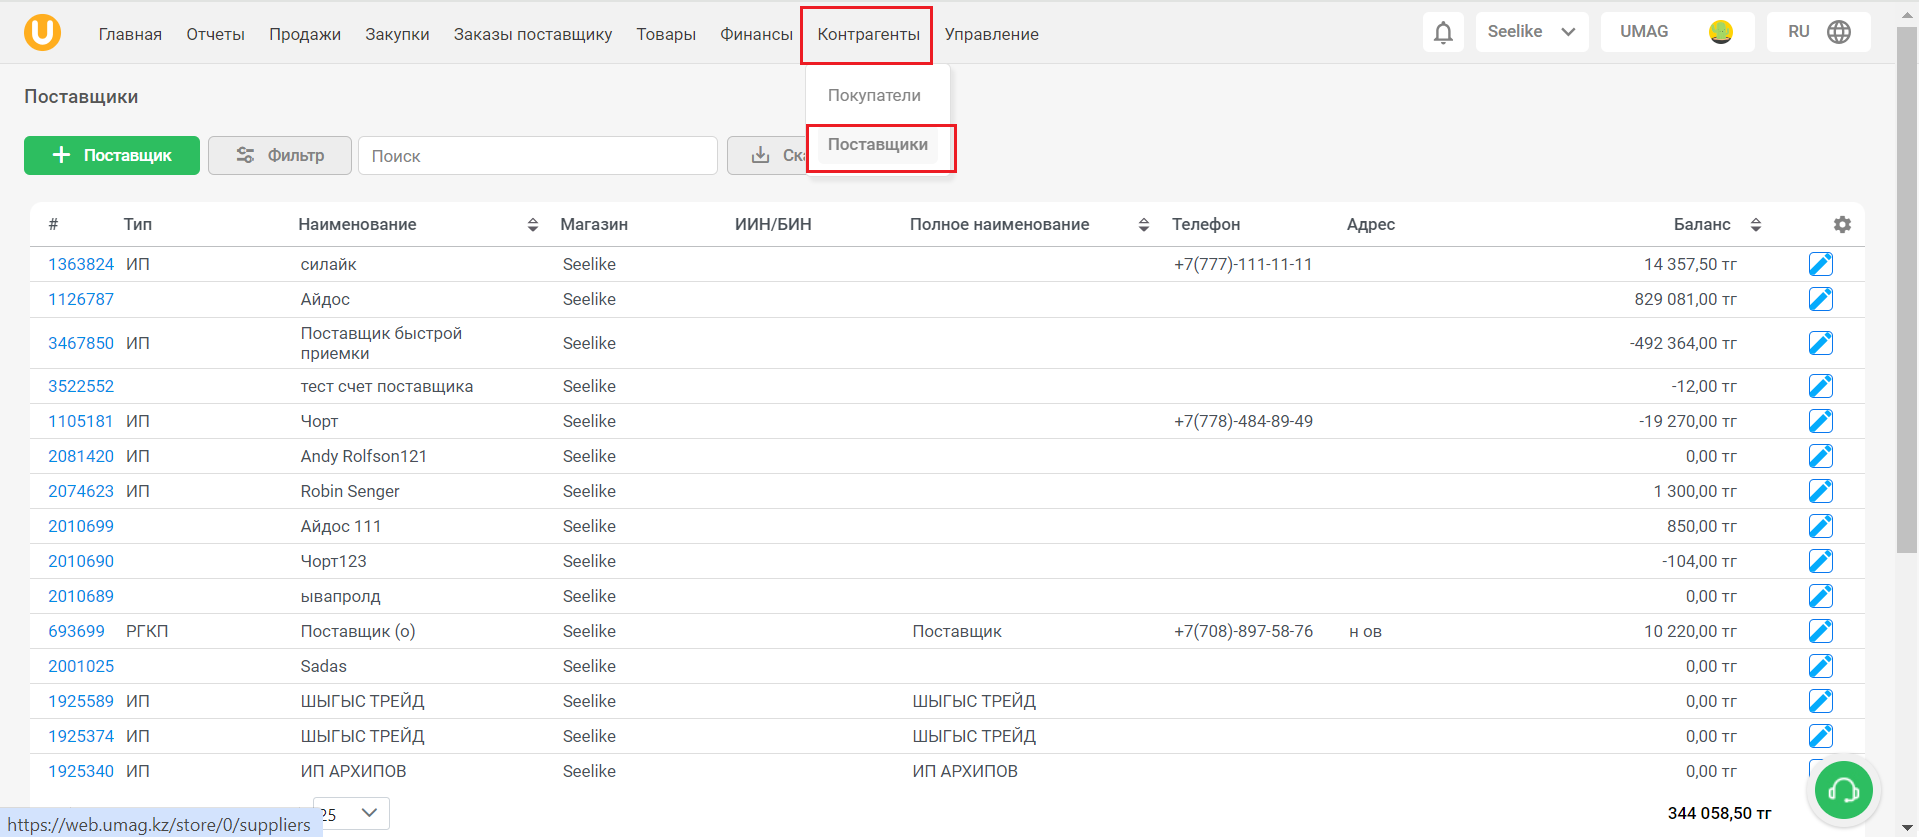 Главная Отчеты Продажи Закупки Заказы поставщику Товары Финансы Контрагенты Управление Seelike UMAG RU
Покупатели
Поставщики
Поставщики
Поставщик Фильтр Поиск
# Тип Наименование Магазин ИИН/БИН Полное наименование Телефон Адрес Баланс
1363824 ИП силайк Seelike +7(777)-111-11-11 14 357,50 тг
1126787 Айдос Seelike 829 081,00 тг
3467850 ИП Поставщик быстрой приемки Seelike -492 364,00 тг
3522552 тест счет поставщика Seelike -12,00 тг
1105181 ИП Чорт Seelike +7(778)-484-89-49 -19 270,00 тг
2081420 ИП Andy Rolfson121 Seelike 0,00 тг
2074623 ИП Robin Senger Seelike 1 300,00 тг
2010699 Айдос 111 Seelike 850,00 тг
2010690 Чорт123 Seelike -104,00 тг
2010689 ывапролд Seelike 0,00 тг
693699 РГКП Поставщик (о) Seelike Поставщик +7(708)-897-58-76 н ов 10 220,00 тг
2001025 Sadas Seelike 0,00 тг
1925589 ИП ШЫГЫС ТРЕЙД Seelike ШЫГЫС ТРЕЙД 0,00 тг
1925374 ИП ШЫГЫС ТРЕЙД Seelike ШЫГЫС ТРЕЙД 0,00 тг
1925340 ИП ИП АРХИПОВ Seelike ИП АРХИПОВ 0,00 тг
25 344 058,50 тг
https://web.umag.kz/store/0/suppliers